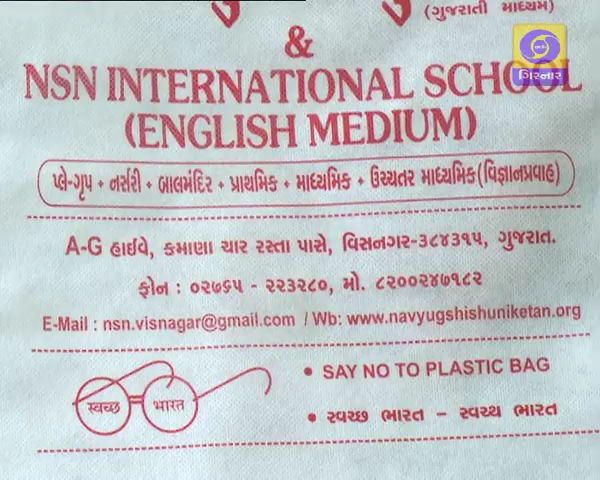 (ગુજરાતી માધ્યમ)
&
ગિરનાર
NSN INTERNATIONAL SCHOOL
(ENGLISH MEDIUM)
પ્લે-ગૃપ + નર્સરી + બાલમંદિર + પ્રાથમિક + માધ્યમિક + ઉચ્ચતર માધ્યમિક(વિજ્ઞાનપ્રવાહ)
A-G હાઈવે, કમાણા ચાર રસ્તા પાસે, વિસનગર-૩૮૪૩૧૫, ગુજરાત.
ફોન : ૦૨૭૬૫ - ૨૨૩૨૮૦, મો. ૮૨૦૦૨૪૭૧૮૨
E-Mail : nsn.visnagar@gmail.com / Wb: www.navyugshishuniketan.org
स्वच्छ भारत
• SAY NO TO PLASTIC BAG
• સ્વચ્છ ભારત – સ્વસ્થ ભારત